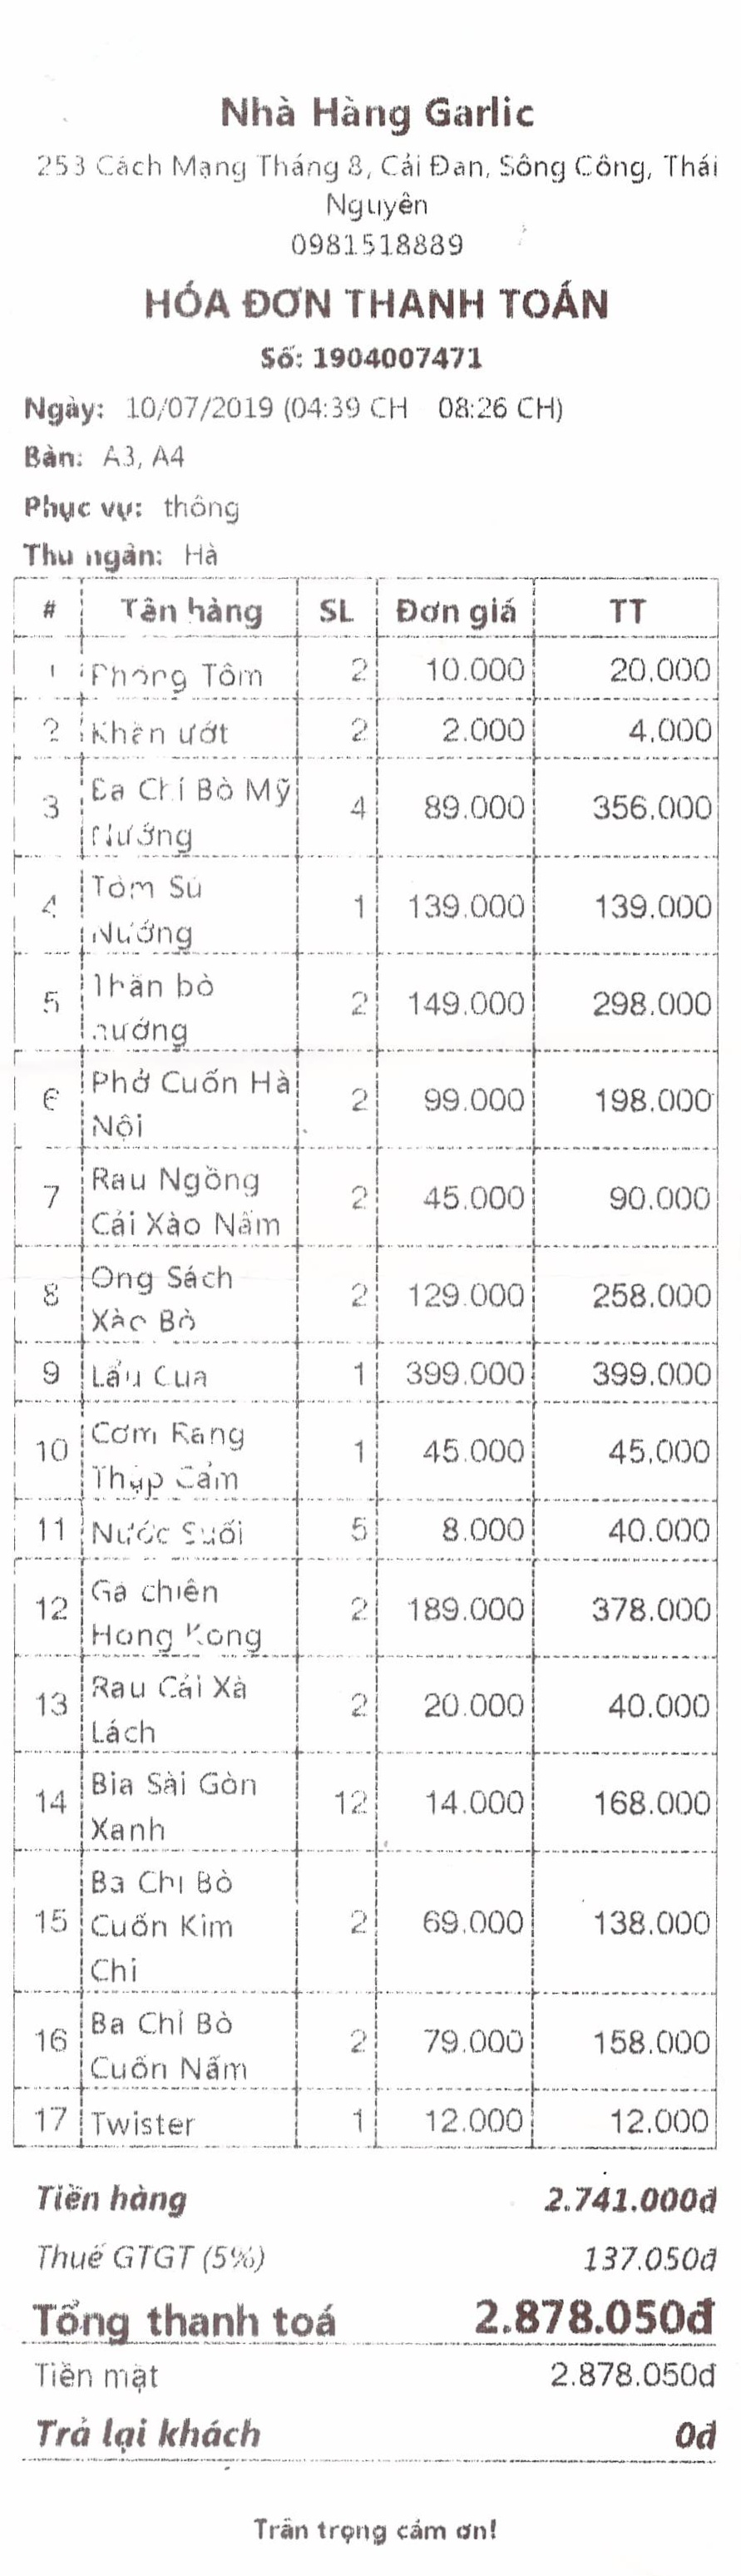 Nhà Hàng Garlic
253 Cách Mạng Tháng 8, Cải Đan, Sông Công, Thái
Nguyên
0981518889
HÓA ĐƠN THANH TOÁN
Số: 1904007471
Ngày: 10/07/2019 (04:39 CH 08:26 CH)
Bàn: A3, A4
Phục vụ: thông
Thu ngân: Hà
# Tên hàng SL Đơn giá TT
1 Phồng Tôm 2 10.000 20.000
2 Khăn ướt 2 2.000 4.000
3 Ba Chỉ Bò Mỹ 4 89.000 356.000
Nướng
4 Tôm Sú 1 139.000 139.000
Nướng
5 Thăn bò 2 149.000 298.000
nướng
6 Phở Cuốn Hà 2 99.000 198.000
Nội
7 Rau Ngồng 2 45.000 90.000
Cải Xào Nấm
8 Ong Sách 2 129.000 258.000
Xào Bò
9 Lẩu Cua 1 399.000 399.000
10 Cơm Rang 1 45.000 45.000
Thập Cẩm
11 Nước Suối 5 8.000 40.000
12 Gà chiên 2 189.000 378.000
Hong Kong
13 Rau Cải Xà 2 20.000 40.000
Lách
14 Bia Sài Gòn 12 14.000 168.000
Xanh
15 Ba Chỉ Bò 2 69.000 138.000
Cuốn Kim
Chi
16 Ba Chỉ Bò 2 79.000 158.000
Cuốn Nấm
17 Twister 1 12.000 12.000
Tiền hàng 2.741.000đ
Thuế GTGT (5%) 137.050đ
Tổng thanh toá 2.878.050đ
Tiền mặt 2.878.050đ
Trả lại khách 0đ
Trân trọng cảm ơn!